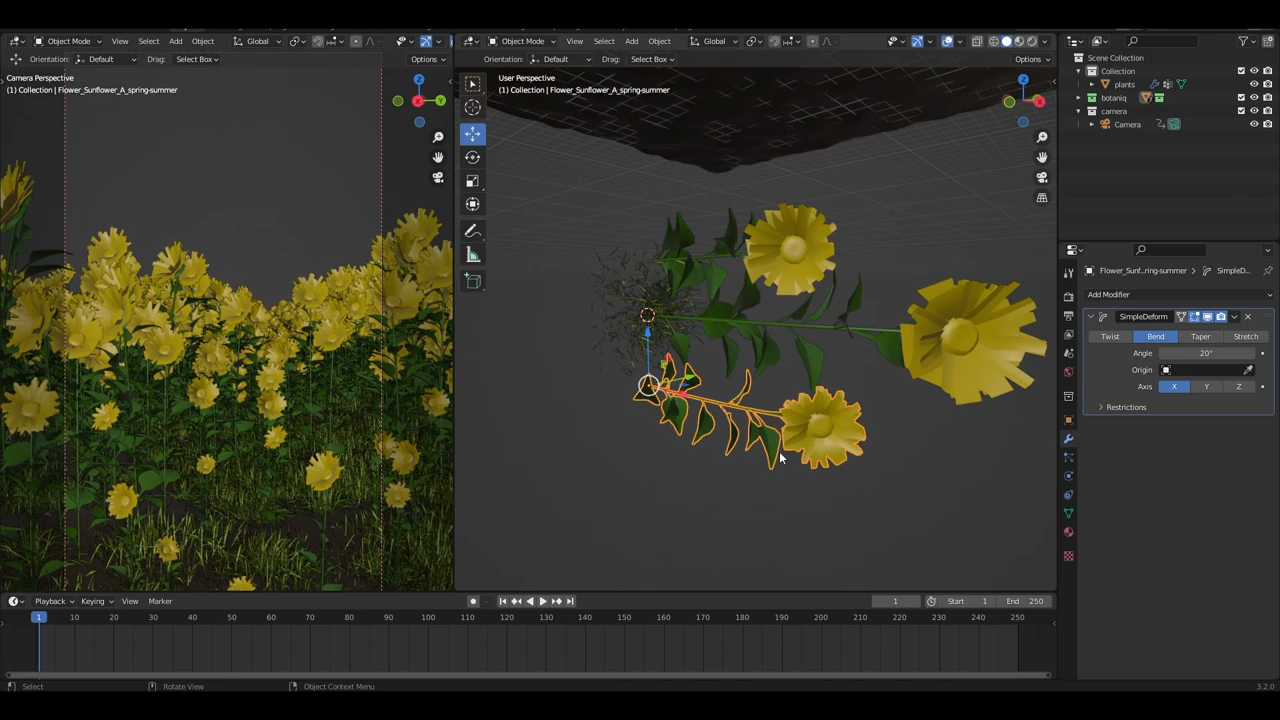 Object Mode View Select Add Object Global
Orientation: Default Drag: Select Box Options
Camera Perspective
(1) Collection | Flower_Sunflower_A_spring-summer
Z
X
Y
Object Mode View Select Add Object Global
Orientation: Default Drag: Select Box Options
User Perspective
(1) Collection | Flower_Sunflower_A_spring-summer
Z
X
Scene Collection
Collection
plants
botaniq
camera
Camera
Flower_Sunf..ring-summer SimpleD...
Add Modifier
SimpleDeform
Twist Bend Taper Stretch
Angle 20°
Origin
Axis X Y Z
Restrictions
Playback Keying View Marker
1 Start 1 End 250
1 10 20 30 40 50 60 70 80 90 100 110 120 130 140 150 160 170 180 190 200 210 220 230 240 250
Select Rotate View Object Context Menu 3.2.0